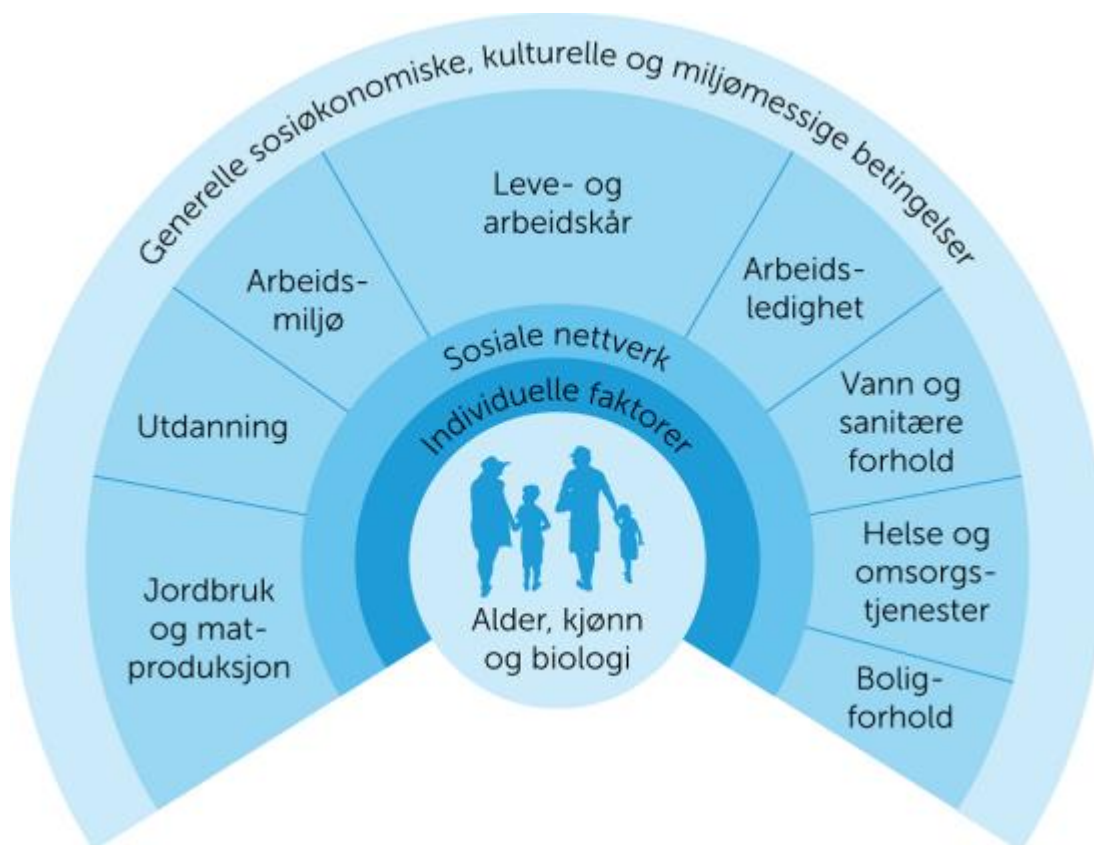 Generelle sosiøkonomiske, kulturelle og miljømessige betingelser
Leve- og
arbeidskår
Arbeids-
miljø
Arbeids-
ledighet
Utdanning
Vann og
sanitære
forhold
Jordbruk
og mat-
produksjon
Helse og
omsorgs-
tjenester
Bolig-
forhold
Sosiale nettverk
Individuelle faktorer
Alder, kjønn
og biologi